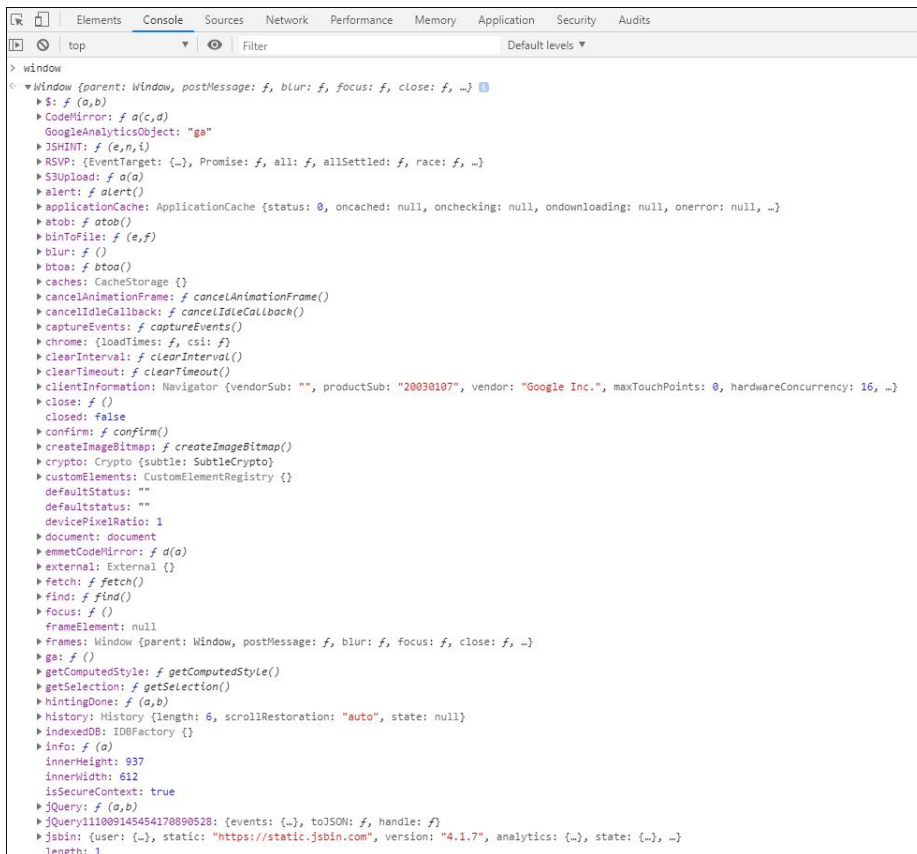 Elements Console Sources Network Performance Memory Application Security Audits
top ▼ Filter Default levels ▼
> window
▼Window {parent: Window, postMessage: ƒ, blur: ƒ, focus: ƒ, close: ƒ, …} i
▶$: ƒ (a,b)
▶CodeMirror: ƒ a(c,d)
GoogleAnalyticsObject: "ga"
▶JSHINT: ƒ (e,n,i)
▶RSVP: {EventTarget: {…}, Promise: ƒ, all: ƒ, allSettled: ƒ, race: ƒ, …}
▶S3Upload: ƒ a(a)
▶alert: ƒ alert()
▶applicationCache: ApplicationCache {status: 0, oncached: null, onchecking: null, ondownloading: null, onerror: null, …}
▶atob: ƒ atob()
▶binToFile: ƒ (e,f)
▶blur: ƒ ()
▶btoa: ƒ btoa()
▶caches: CacheStorage {}
▶cancelAnimationFrame: ƒ cancelAnimationFrame()
▶cancelIdleCallback: ƒ cancelIdleCallback()
▶captureEvents: ƒ captureEvents()
▶chrome: {loadTimes: ƒ, csi: ƒ}
▶clearInterval: ƒ clearInterval()
▶clearTimeout: ƒ clearTimeout()
▶clientInformation: Navigator {vendorSub: "", productSub: "20030107", vendor: "Google Inc.", maxTouchPoints: 0, hardwareConcurrency: 16, …}
▶close: ƒ ()
closed: false
▶confirm: ƒ confirm()
▶createImageBitmap: ƒ createImageBitmap()
▶crypto: Crypto {subtle: SubtleCrypto}
▶customElements: CustomElementRegistry {}
defaultStatus: ""
defaultstatus: ""
devicePixelRatio: 1
▶document: document
▶emmetCodeMirror: ƒ d(a)
▶external: External {}
▶fetch: ƒ fetch()
▶find: ƒ find()
▶focus: ƒ ()
frameElement: null
▶frames: Window {parent: Window, postMessage: ƒ, blur: ƒ, focus: ƒ, close: ƒ, …}
▶ga: ƒ ()
▶getComputedStyle: ƒ getComputedStyle()
▶getSelection: ƒ getSelection()
▶hintingDone: ƒ (a,b)
▶history: History {length: 6, scrollRestoration: "auto", state: null}
▶indexedDB: IDBFactory {}
▶info: ƒ (a)
innerHeight: 937
innerWidth: 612
isSecureContext: true
▶jQuery: ƒ (a,b)
▶jQuery111009145454170890528: {events: {…}, toJSON: ƒ, handle: ƒ}
▶jsbin: {user: {…}, static: "https://static.jsbin.com", version: "4.1.7", analytics: {…}, state: {…}, …}
length: 1